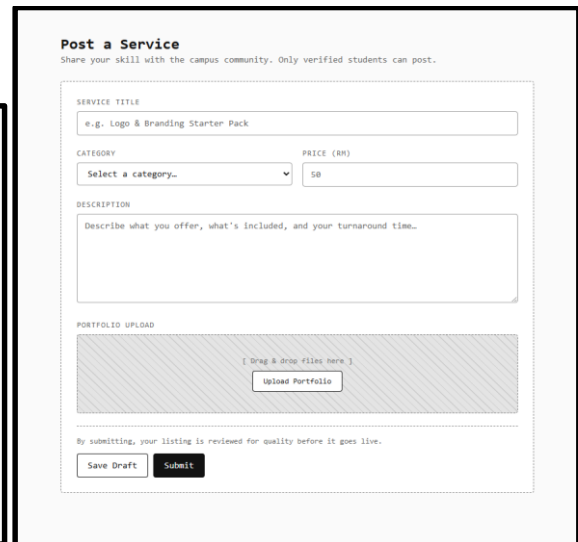 Post a Service
Share your skill with the campus community. Only verified students can post.
SERVICE TITLE
e.g. Logo & Branding Starter Pack
CATEGORY PRICE (RM)
Select a category… 50
DESCRIPTION
Describe what you offer, what's included, and your turnaround time…
PORTFOLIO UPLOAD
[ Drag & drop files here ]
Upload Portfolio
By submitting, your listing is reviewed for quality before it goes live.
Save Draft Submit